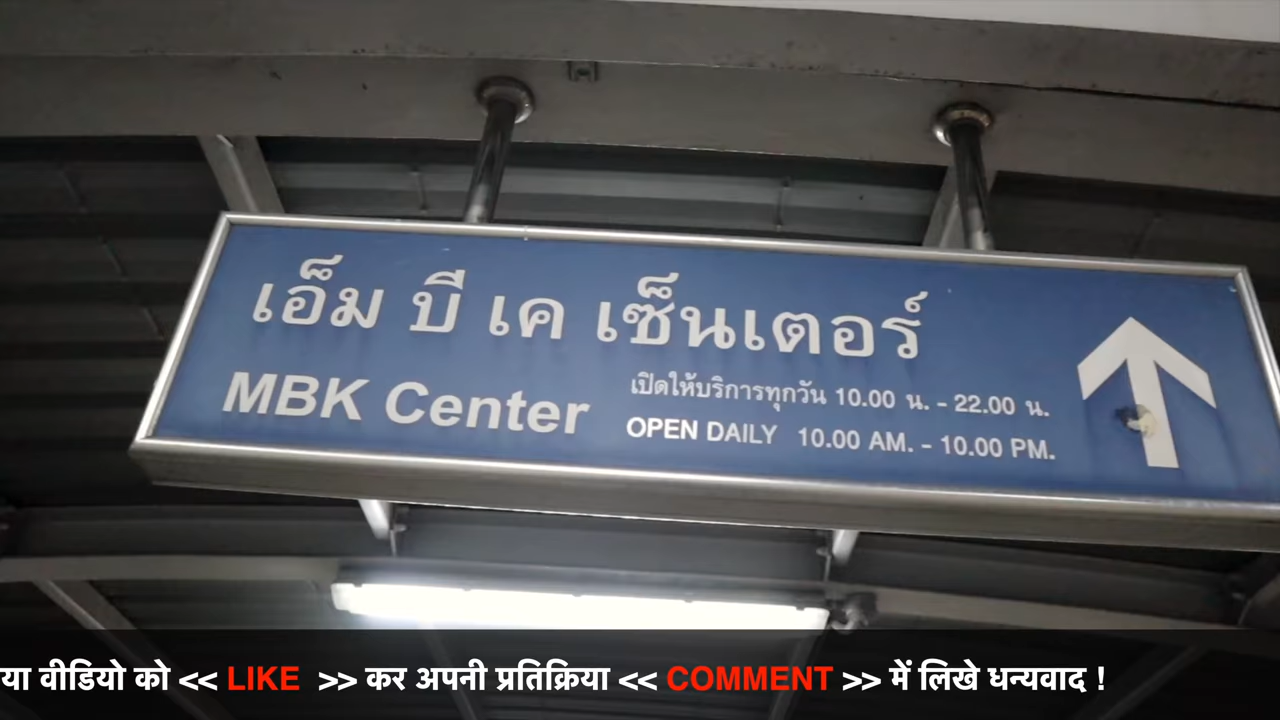 เอ็ม บี เค เซ็นเตอร์
MBK Center
เปิดให้บริการทุกวัน 10.00 น. - 22.00 น.
OPEN DAILY 10.00 AM. - 10.00 PM.
या वीडियो को << LIKE >> कर अपनी प्रतिक्रिया << COMMENT >> में लिखे धन्यवाद !